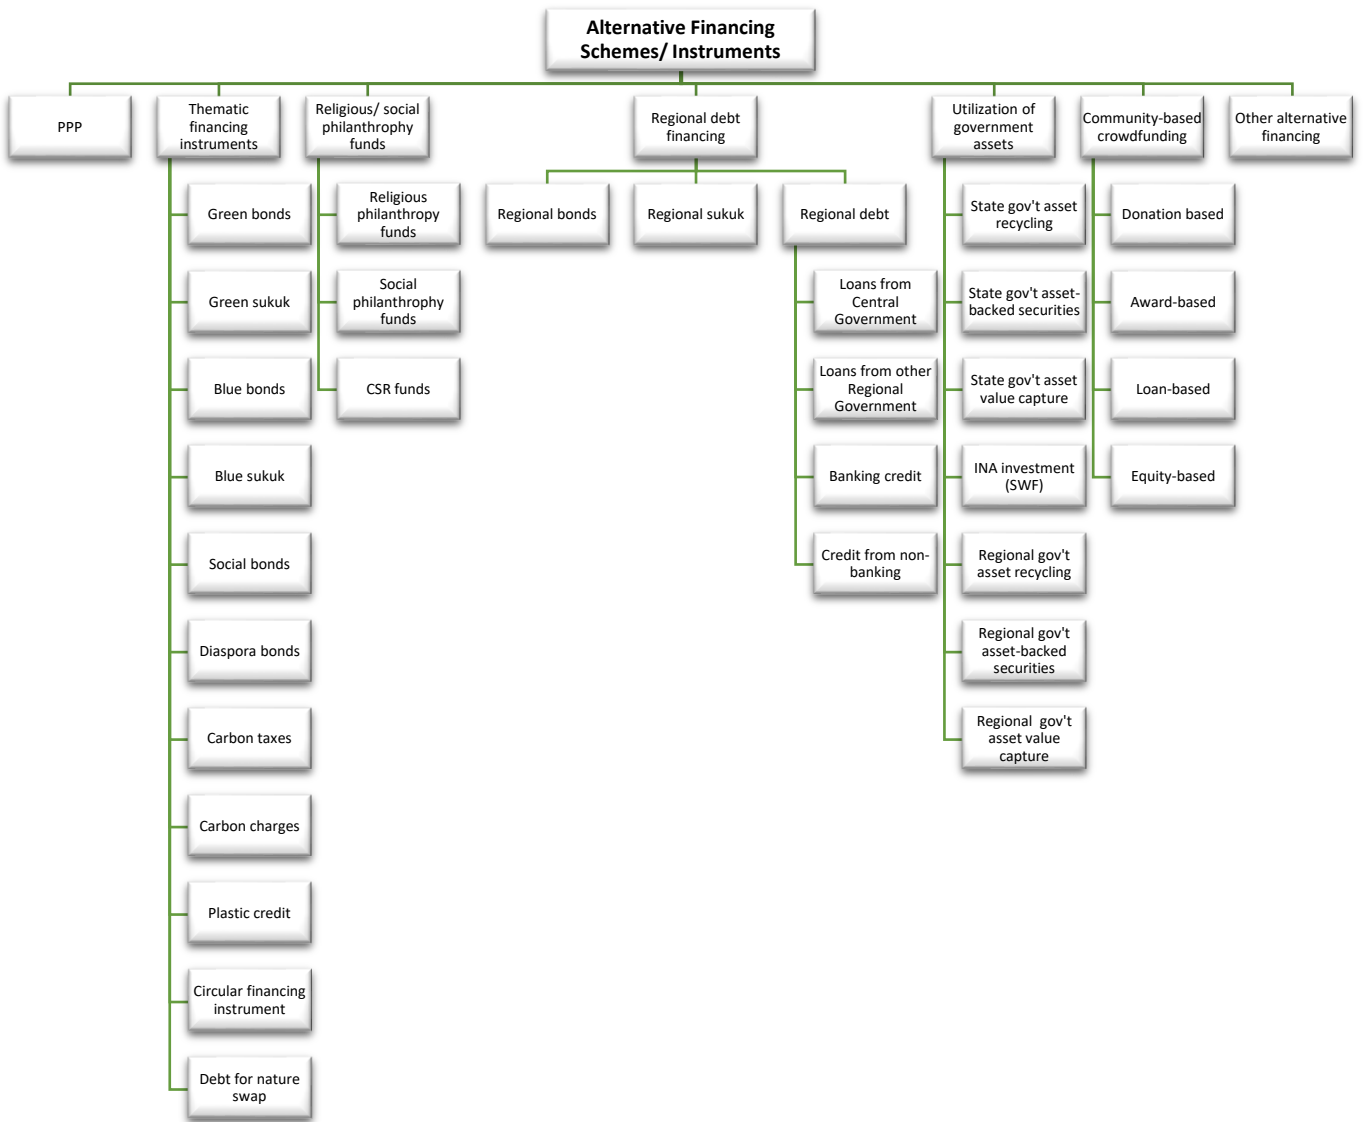 Alternative Financing
Schemes/ Instruments
PPP
Thematic
financing
instruments
Green bonds
Green sukuk
Blue bonds
Blue sukuk
Social bonds
Diaspora bonds
Carbon taxes
Carbon charges
Plastic credit
Circular financing
instrument
Debt for nature
swap
Religious/ social
philanthrophy
funds
Religious
philanthropy
funds
Social
philanthrophy
funds
CSR funds
Regional debt
financing
Regional bonds
Regional sukuk
Regional debt
Loans from
Central
Government
Loans from other
Regional
Government
Banking credit
Credit from non-
banking
Utilization of
government
assets
State gov't asset
recycling
State gov't asset-
backed securities
State gov't asset
value capture
INA investment
(SWF)
Regional gov't
asset recycling
Regional gov't
asset-backed
securities
Regional gov't
asset value
capture
Community-based
crowdfunding
Donation based
Award-based
Loan-based
Equity-based
Other alternative
financing